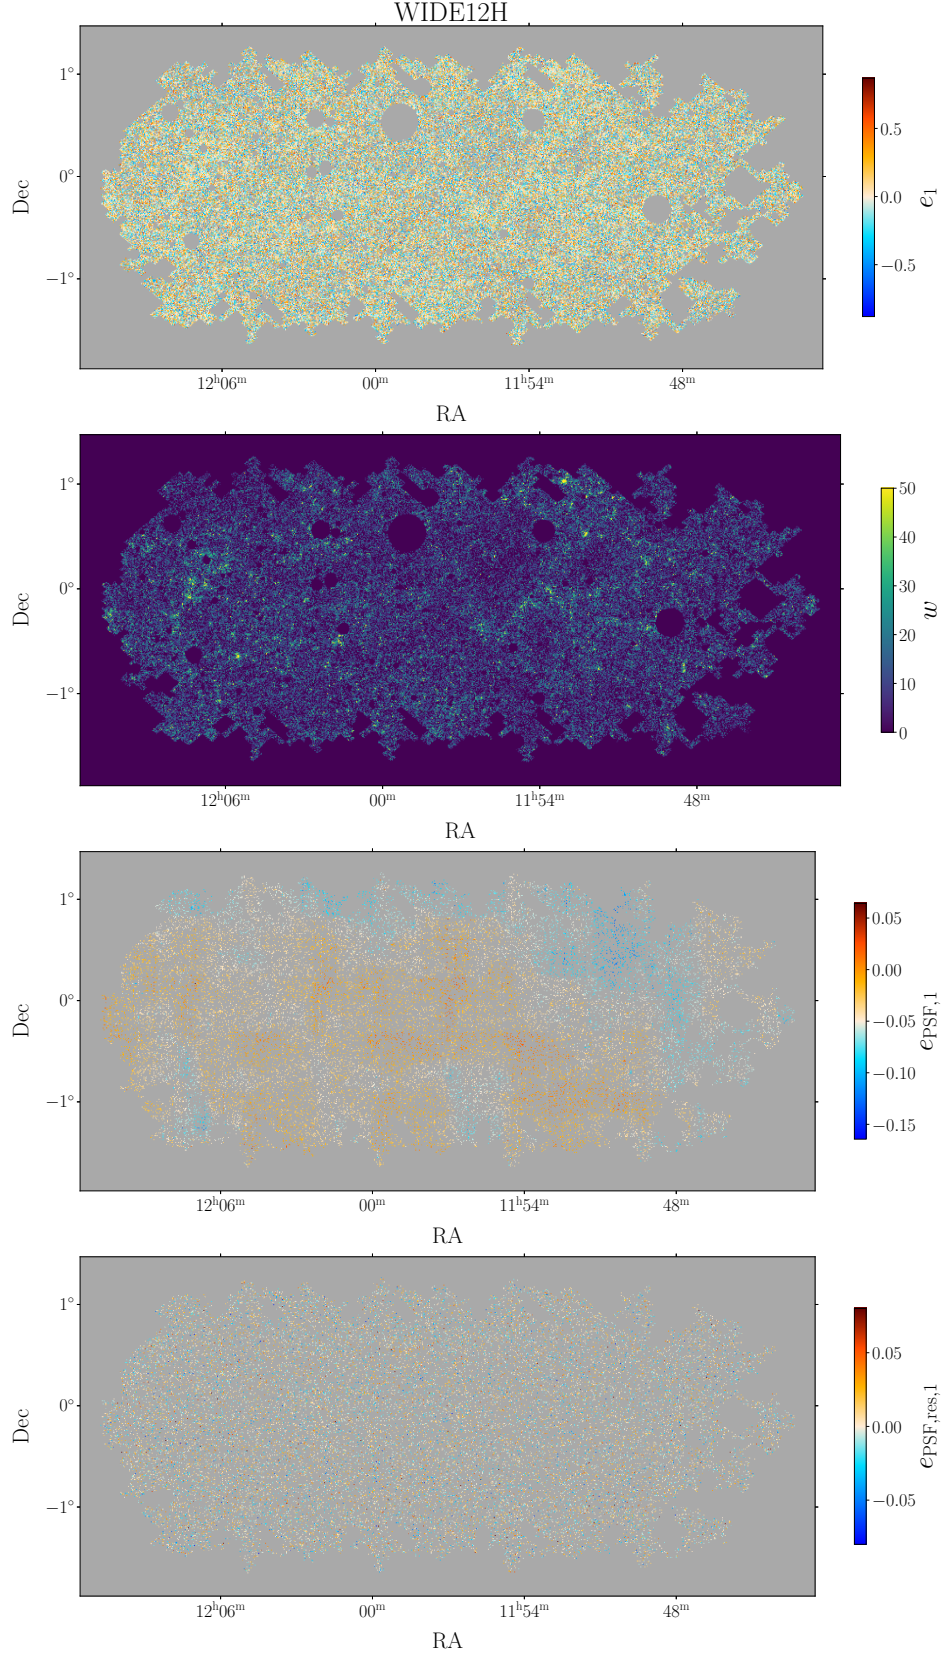 WIDE12H
1°
0°
−1°
Dec
12ʰ06ᵐ 00ᵐ 11ʰ54ᵐ 48ᵐ
RA
0.5
0.0
−0.5
e₁
1°
0°
−1°
Dec
12ʰ06ᵐ 00ᵐ 11ʰ54ᵐ 48ᵐ
RA
50
40
30
20
10
0
w
1°
0°
−1°
Dec
12ʰ06ᵐ 00ᵐ 11ʰ54ᵐ 48ᵐ
RA
0.05
0.00
−0.05
−0.10
−0.15
e_PSF,1
1°
0°
−1°
Dec
12ʰ06ᵐ 00ᵐ 11ʰ54ᵐ 48ᵐ
RA
0.05
0.00
−0.05
e_PSF,res,1